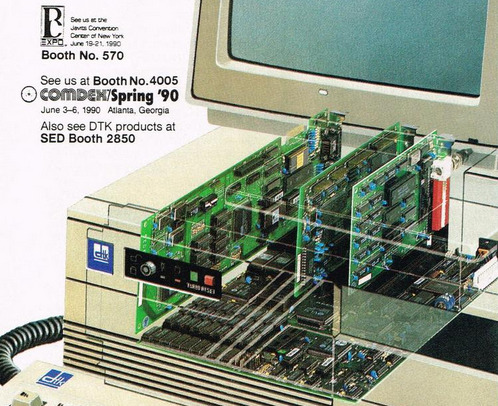 PC
EXPO
See us at the
Javits Convention
Center of New York
June 19-21, 1990
Booth No. 570
See us at Booth No.4005
COMDEX/Spring '90
June 3–6, 1990 Atlanta, Georgia
Also see DTK products at
SED Booth 2850
dtk
TURBO RESET
dtk